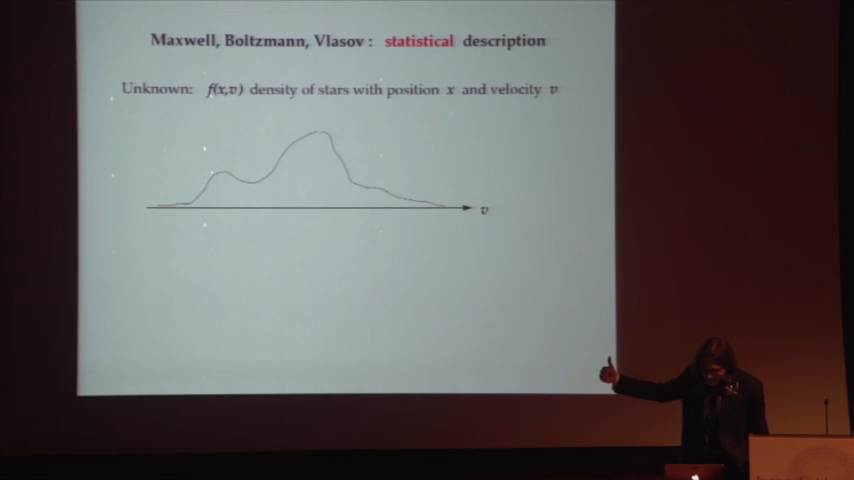 Maxwell, Boltzmann, Vlasov : statistical description
Unknown: f(x,v) density of stars with position x and velocity v
v